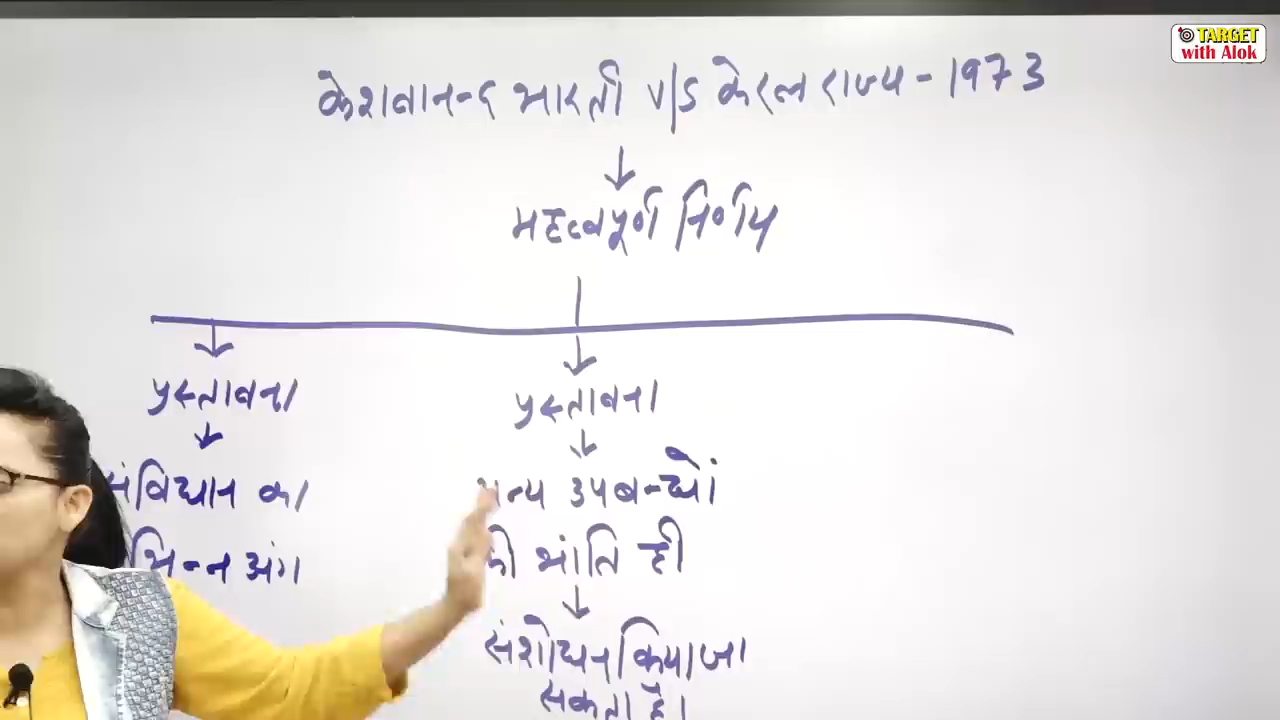 TARGET
with Alok
केशवानन्द भारती v/s केरल राज्य - 1973
महत्वपूर्ण निर्णय
प्रस्तावना
संविधान का
भिन्न अंग
प्रस्तावना
उपबन्धों
की भांति ही
संशोधन किया जा
सकता है।